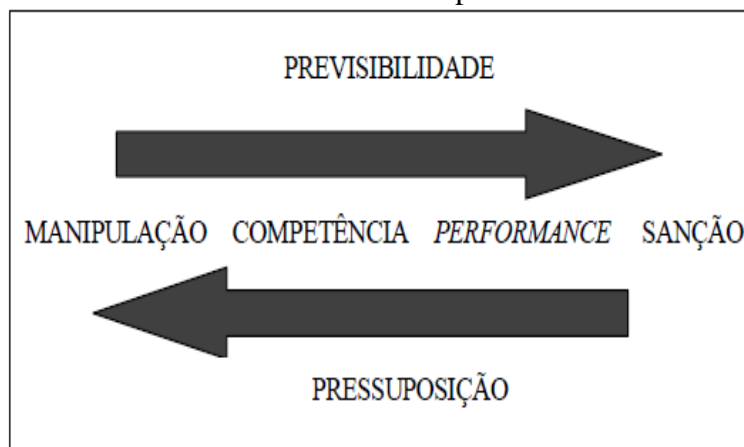 PREVISIBILIDADE
MANIPULAÇÃO COMPETÊNCIA PERFORMANCE SANÇÃO
PRESSUPOSIÇÃO